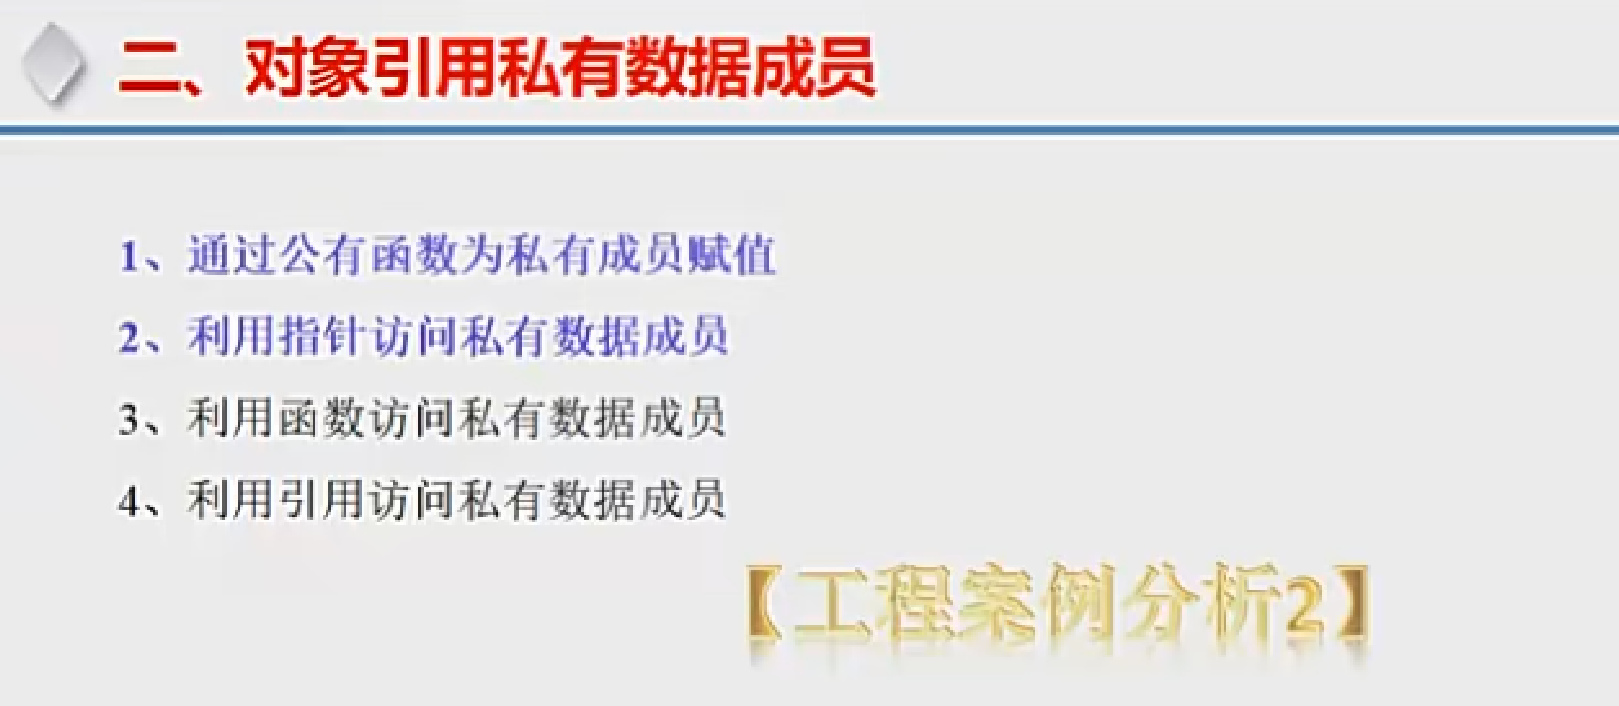 二、对象引用私有数据成员
1、通过公有函数为私有成员赋值
2、利用指针访问私有数据成员
3、利用函数访问私有数据成员
4、利用引用访问私有数据成员
【工程案例分析2】